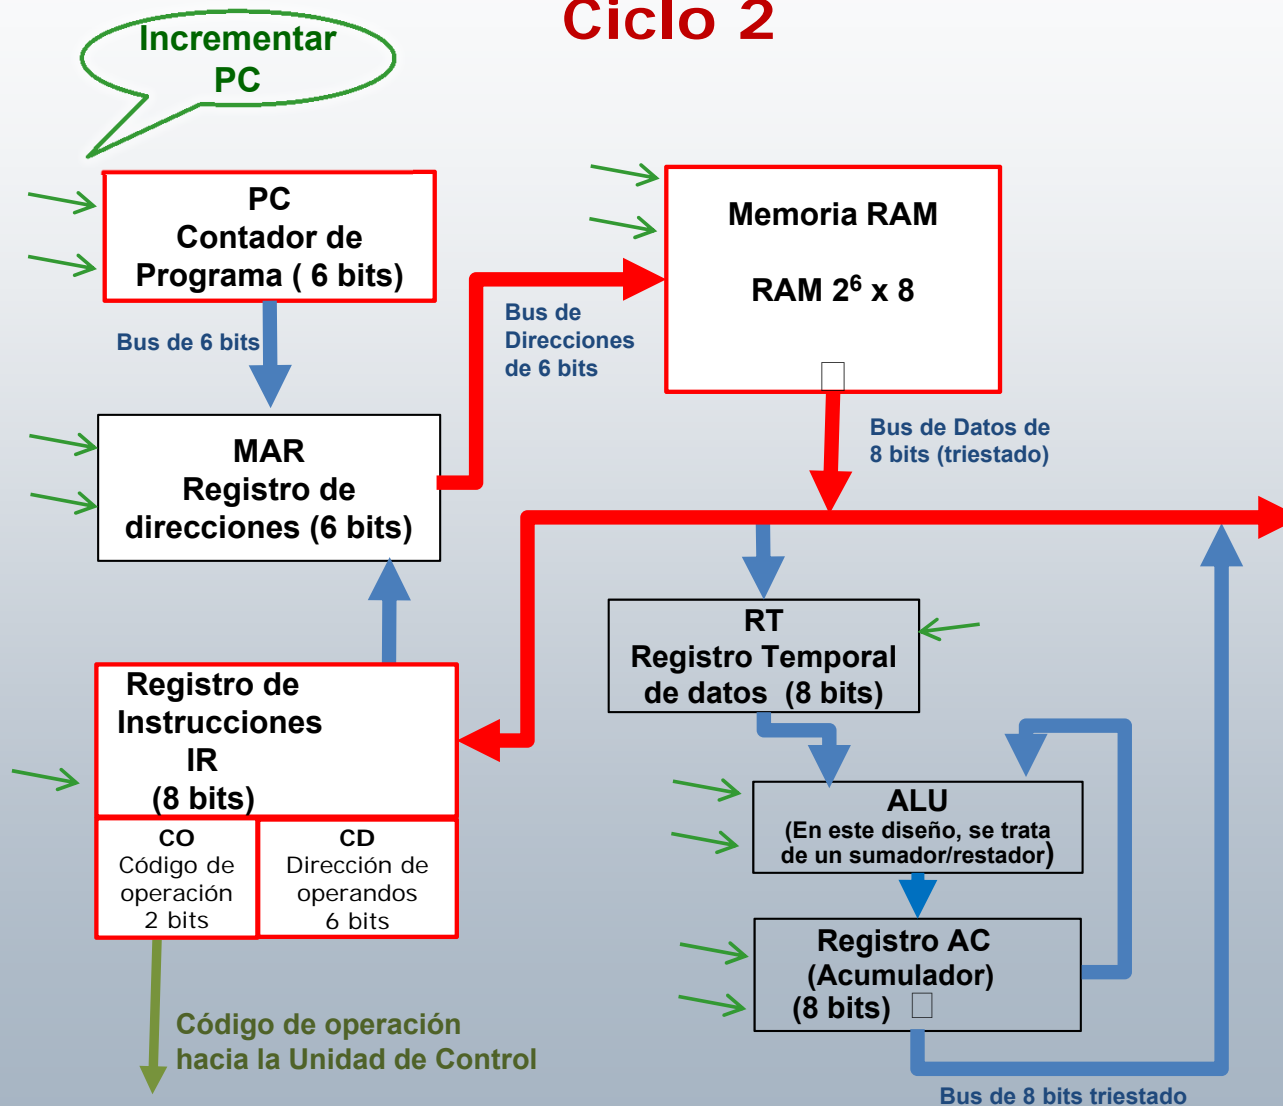 Ciclo 2
Incrementar
PC
PC
Contador de
Programa ( 6 bits)
Memoria RAM
RAM 2⁶ x 8
Bus de 6 bits
Bus de
Direcciones
de 6 bits
Bus de Datos de
8 bits (triestado)
MAR
Registro de
direcciones (6 bits)
RT
Registro Temporal
de datos (8 bits)
Registro de
Instrucciones
IR
(8 bits)
CO
Código de
operación
2 bits
CD
Dirección de
operandos
6 bits
ALU
(En este diseño, se trata
de un sumador/restador)
Registro AC
(Acumulador)
(8 bits)
Código de operación
hacia la Unidad de Control
Bus de 8 bits triestado